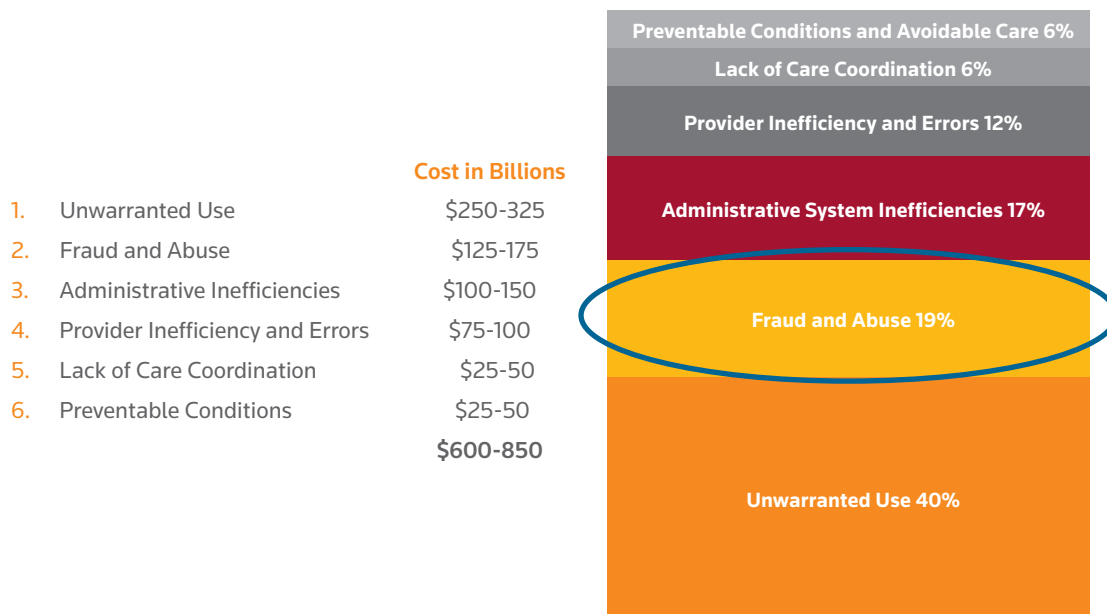 Cost in Billions
1. Unwarranted Use $250-325
2. Fraud and Abuse $125-175
3. Administrative Inefficiencies $100-150
4. Provider Inefficiency and Errors $75-100
5. Lack of Care Coordination $25-50
6. Preventable Conditions $25-50
$600-850
Preventable Conditions and Avoidable Care 6%
Lack of Care Coordination 6%
Provider Inefficiency and Errors 12%
Administrative System Inefficiencies 17%
Fraud and Abuse 19%
Unwarranted Use 40%